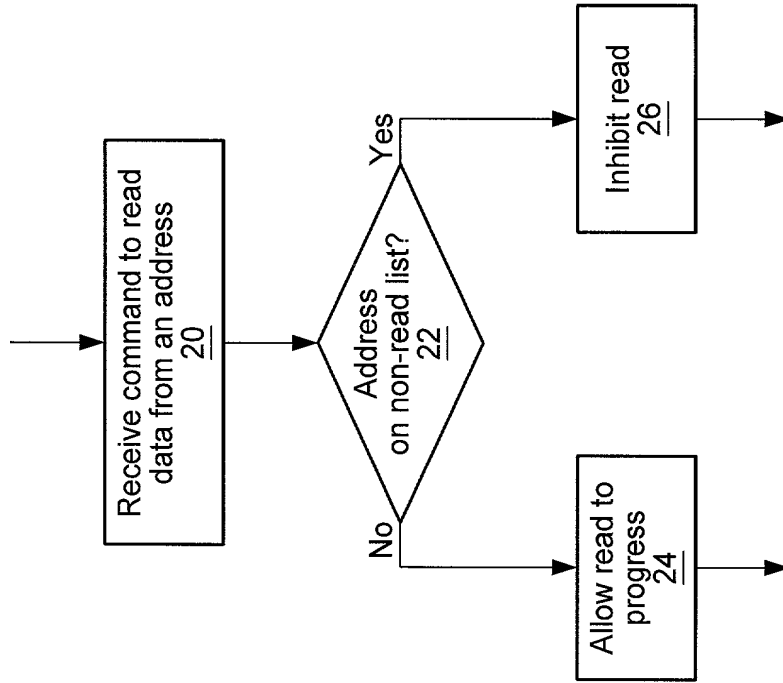 Receive command to read
data from an address
20
Address
on non-read list?
22
No
Yes
Allow read to
progress
24
Inhibit read
26